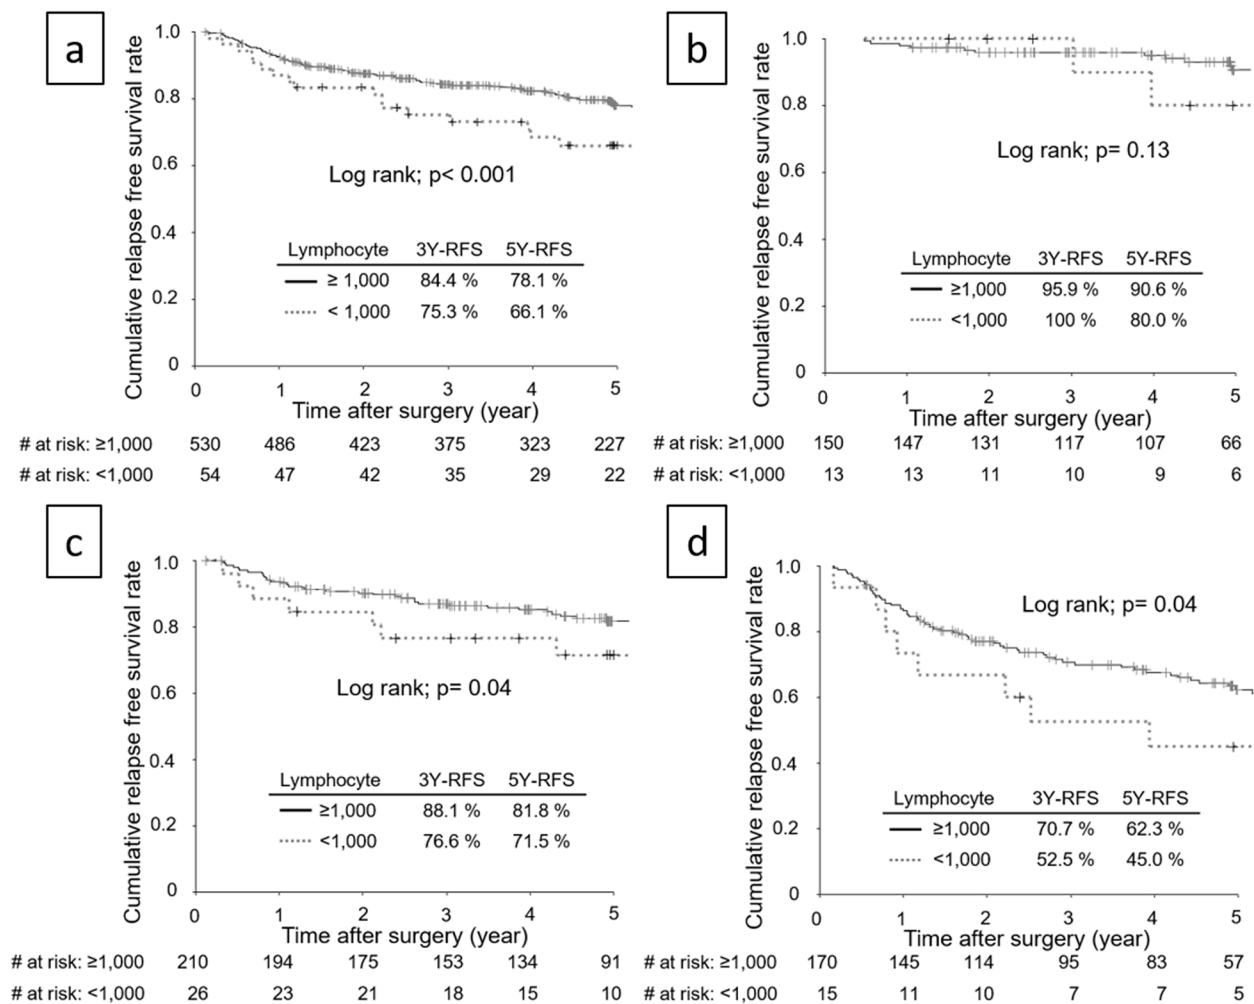 a
Cumulative relapse free survival rate
1.0
0.8
0.6
0.4
0.2
0
Log rank; p< 0.001
Lymphocyte 3Y-RFS 5Y-RFS
≥ 1,000 84.4 % 78.1 %
< 1,000 75.3 % 66.1 %
0 1 2 3 4 5
Time after surgery (year)
# at risk: ≥1,000 530 486 423 375 323 227
# at risk: <1,000 54 47 42 35 29 22
b
Cumulative relapse free survival rate
1.0
0.8
0.6
0.4
0.2
0
Log rank; p= 0.13
Lymphocyte 3Y-RFS 5Y-RFS
≥1,000 95.9 % 90.6 %
<1,000 100 % 80.0 %
0 1 2 3 4 5
Time after surgery (year)
# at risk: ≥1,000 150 147 131 117 107 66
# at risk: <1,000 13 13 11 10 9 6
c
Cumulative relapse free survival rate
1.0
0.8
0.6
0.4
0.2
0
Log rank; p= 0.04
Lymphocyte 3Y-RFS 5Y-RFS
≥1,000 88.1 % 81.8 %
<1,000 76.6 % 71.5 %
0 1 2 3 4 5
Time after surgery (year)
# at risk: ≥1,000 210 194 175 153 134 91
# at risk: <1,000 26 23 21 18 15 10
d
Cumulative relapse free survival rate
1.0
0.8
0.6
0.4
0.2
0
Log rank; p= 0.04
Lymphocyte 3Y-RFS 5Y-RFS
≥1,000 70.7 % 62.3 %
<1,000 52.5 % 45.0 %
0 1 2 3 4 5
Time after surgery (year)
# at risk: ≥1,000 170 145 114 95 83 57
# at risk: <1,000 15 11 10 7 7 5